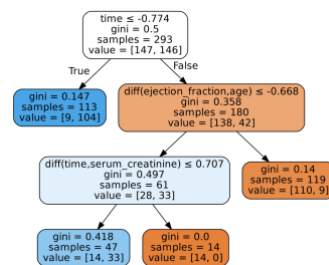 time ≤ -0.774
gini = 0.5
samples = 293
value = [147, 146]
True
False
gini = 0.147
samples = 113
value = [9, 104]
diff(ejection_fraction,age) ≤ -0.668
gini = 0.358
samples = 180
value = [138, 42]
diff(time,serum_creatinine) ≤ 0.707
gini = 0.497
samples = 61
value = [28, 33]
gini = 0.14
samples = 119
value = [110, 9]
gini = 0.418
samples = 47
value = [14, 33]
gini = 0.0
samples = 14
value = [14, 0]